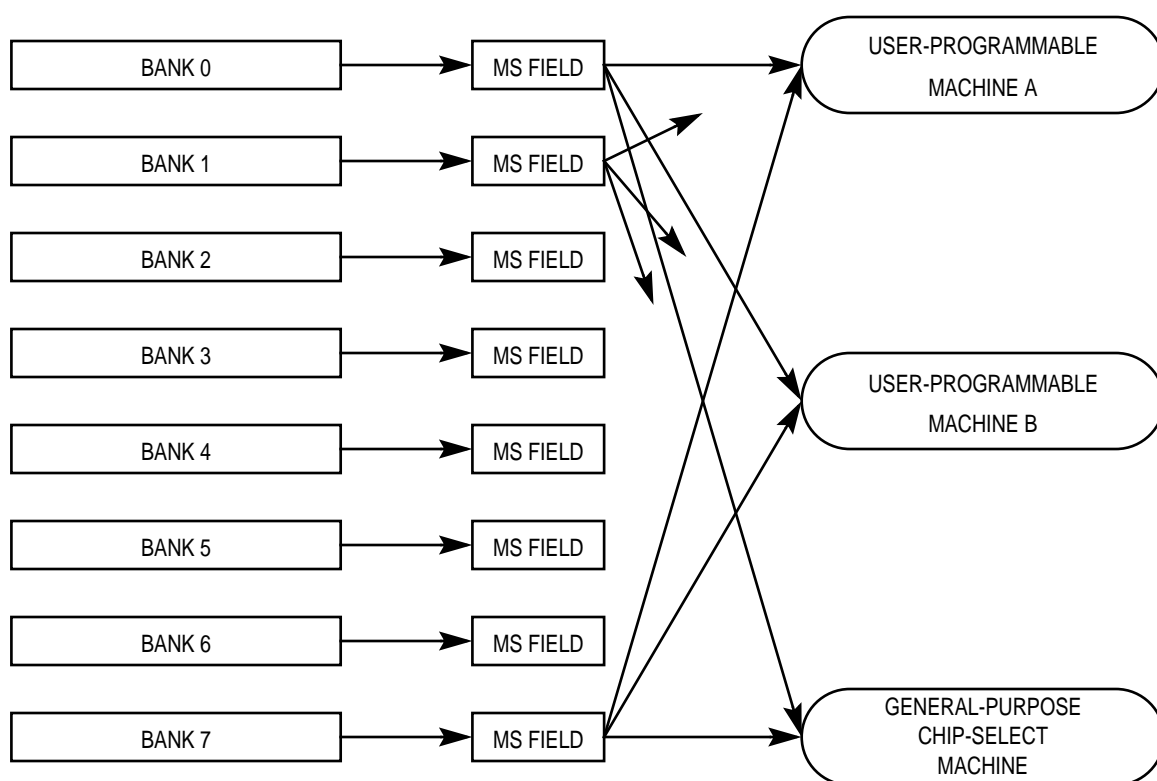 BANK 0
MS FIELD
USER-PROGRAMMABLE
MACHINE A
BANK 1
MS FIELD
BANK 2
MS FIELD
BANK 3
MS FIELD
USER-PROGRAMMABLE
MACHINE B
BANK 4
MS FIELD
BANK 5
MS FIELD
BANK 6
MS FIELD
BANK 7
MS FIELD
GENERAL-PURPOSE
CHIP-SELECT
MACHINE